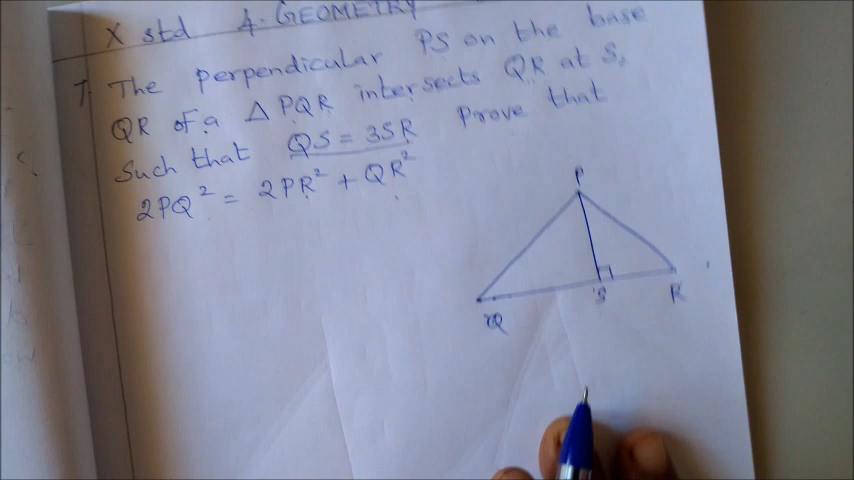 X std 4. GEOMETRY
7. The perpendicular PS on the base
QR of a Δ PQR intersects QR at S,
Such that QS = 3SR Prove that
2PQ² = 2PR² + QR²
P
Q
S
R